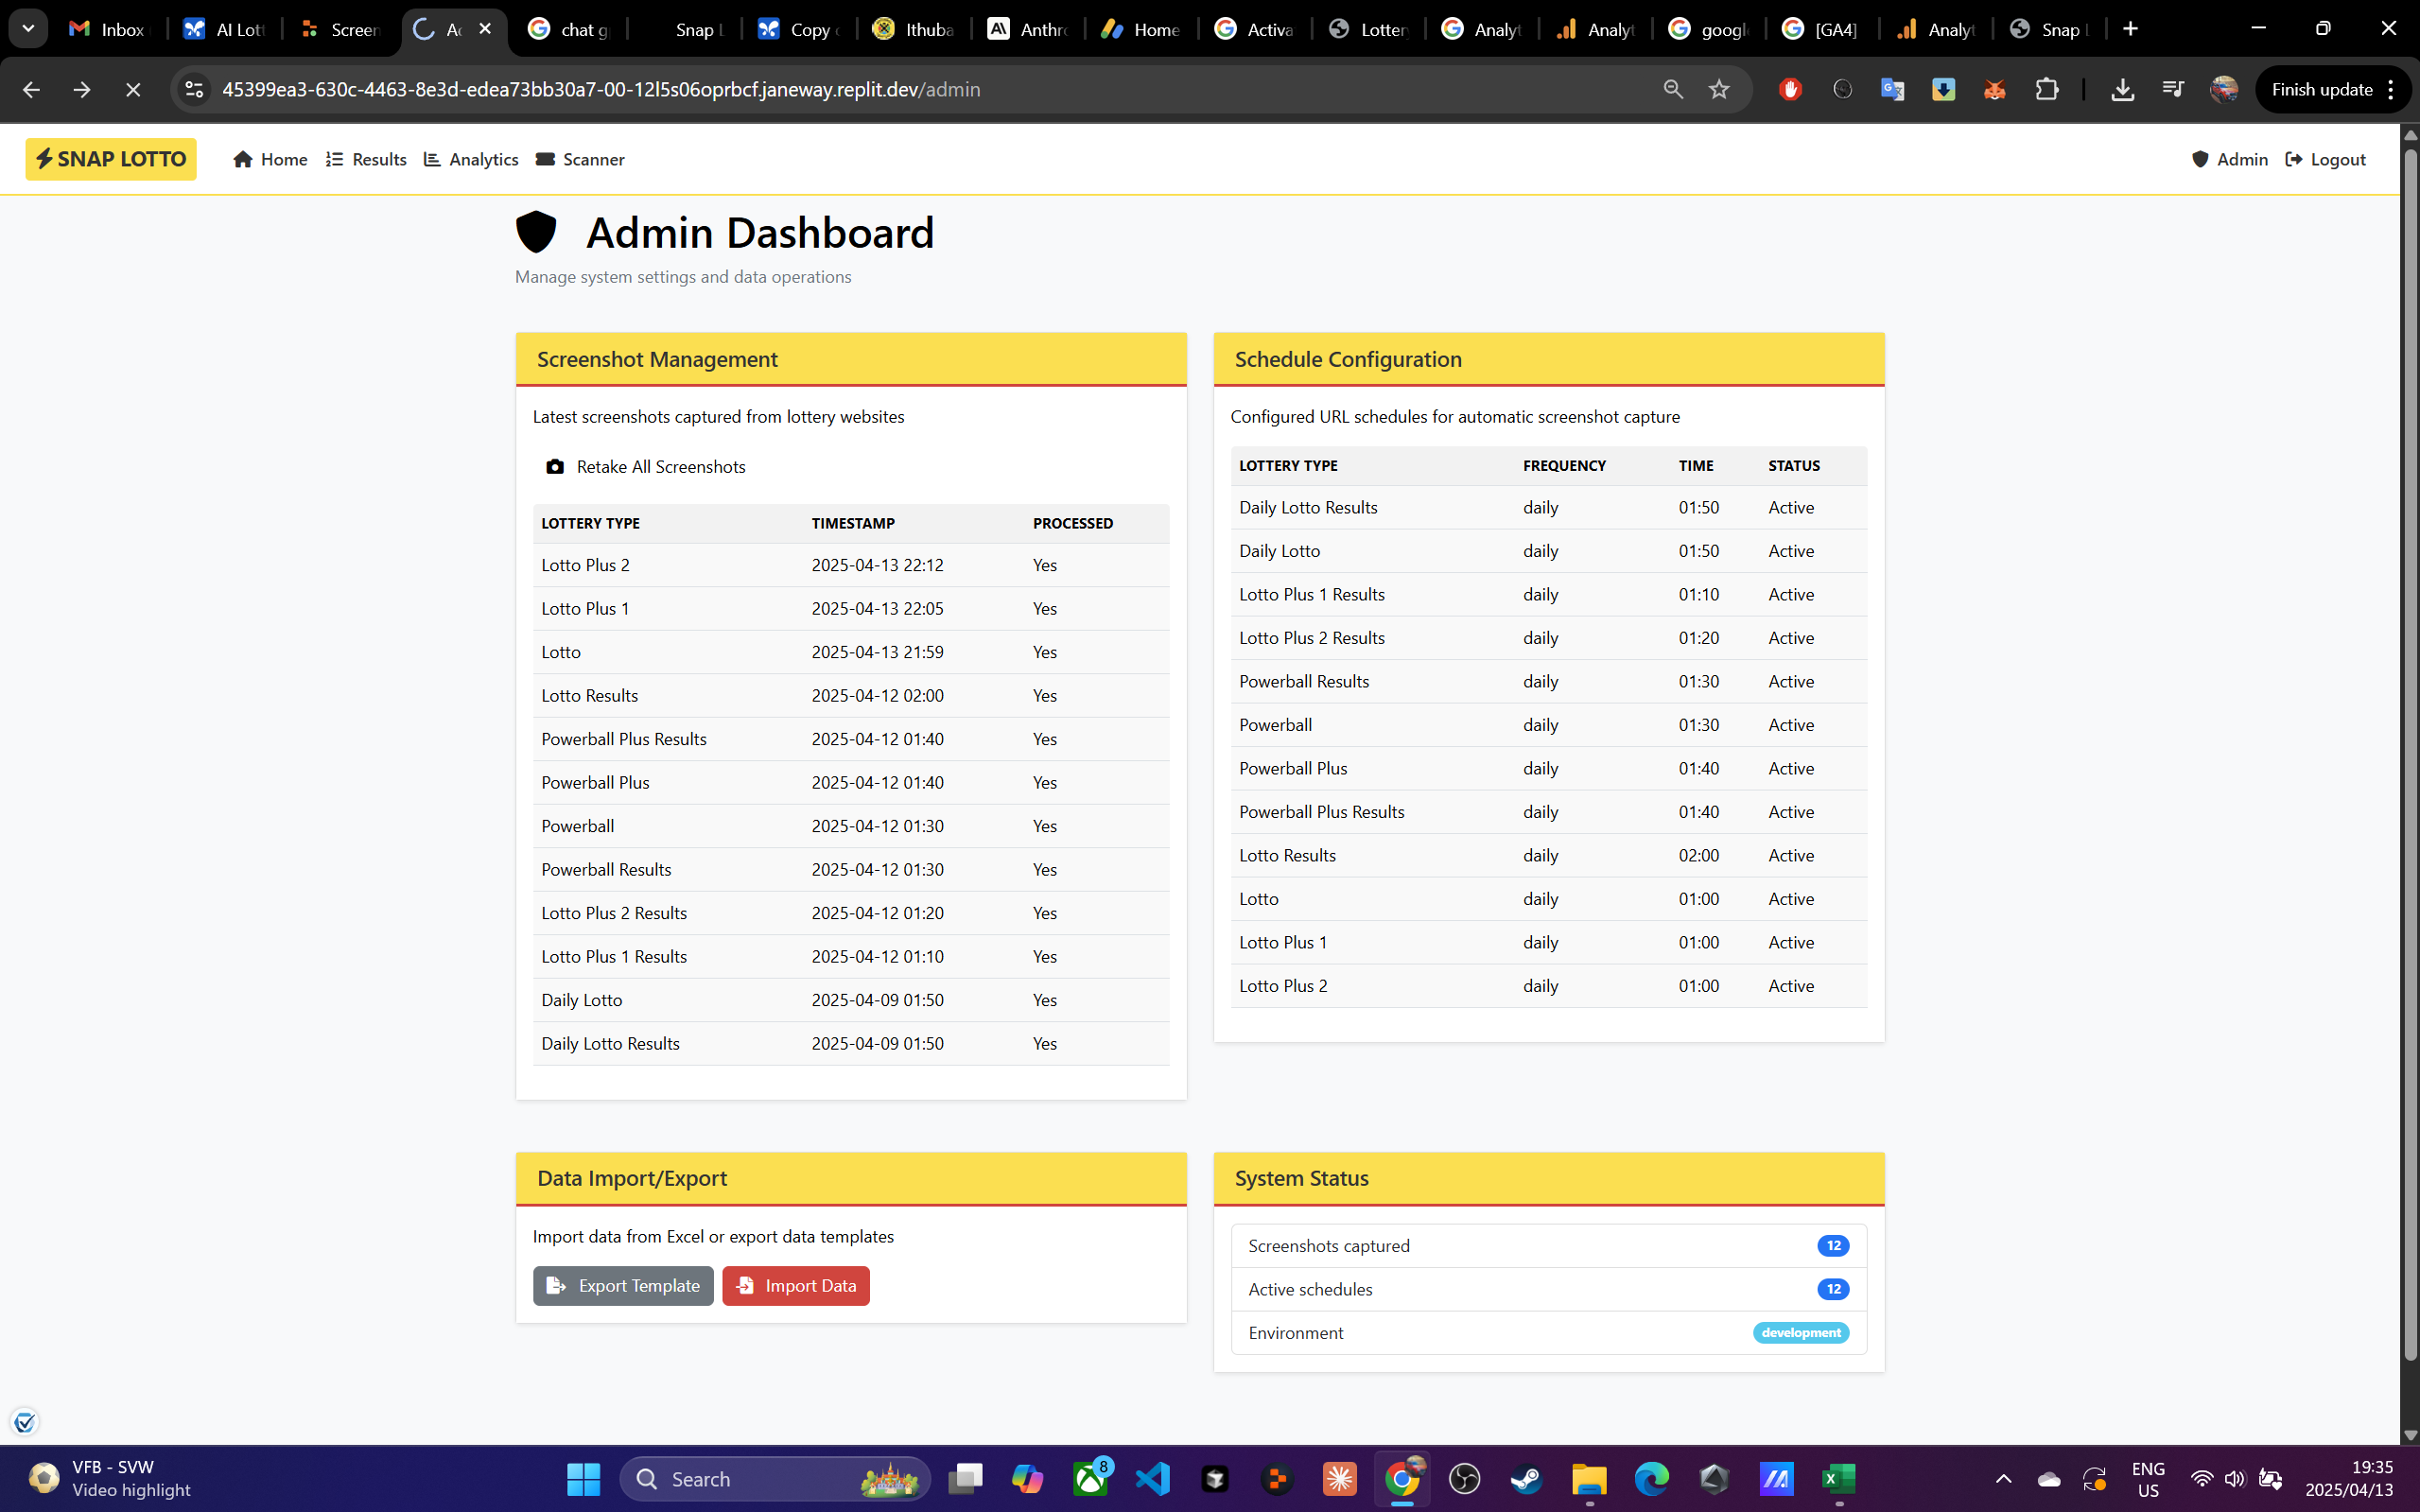 Inbox
AI Lott
Screen
Ac
chat g
Snap L
Copy
Ithuba
Anthr
Home
Activa
Lotter
Analyt
Analyt
googl
[GA4]
Analyt
Snap L
45399ea3-630c-4463-8e3d-edea73bb30a7-00-12l5s06oprbcf.janeway.replit.dev/admin
Finish update
SNAP LOTTO
Home
Results
Analytics
Scanner
Admin
Logout
Admin Dashboard
Manage system settings and data operations
Screenshot Management
Latest screenshots captured from lottery websites
Retake All Screenshots
LOTTERY TYPE TIMESTAMP PROCESSED
Lotto Plus 2 2025-04-13 22:12 Yes
Lotto Plus 1 2025-04-13 22:05 Yes
Lotto 2025-04-13 21:59 Yes
Lotto Results 2025-04-12 02:00 Yes
Powerball Plus Results 2025-04-12 01:40 Yes
Powerball Plus 2025-04-12 01:40 Yes
Powerball 2025-04-12 01:30 Yes
Powerball Results 2025-04-12 01:30 Yes
Lotto Plus 2 Results 2025-04-12 01:20 Yes
Lotto Plus 1 Results 2025-04-12 01:10 Yes
Daily Lotto 2025-04-09 01:50 Yes
Daily Lotto Results 2025-04-09 01:50 Yes
Schedule Configuration
Configured URL schedules for automatic screenshot capture
LOTTERY TYPE FREQUENCY TIME STATUS
Daily Lotto Results daily 01:50 Active
Daily Lotto daily 01:50 Active
Lotto Plus 1 Results daily 01:10 Active
Lotto Plus 2 Results daily 01:20 Active
Powerball Results daily 01:30 Active
Powerball daily 01:30 Active
Powerball Plus daily 01:40 Active
Powerball Plus Results daily 01:40 Active
Lotto Results daily 02:00 Active
Lotto daily 01:00 Active
Lotto Plus 1 daily 01:00 Active
Lotto Plus 2 daily 01:00 Active
Data Import/Export
Import data from Excel or export data templates
Export Template
Import Data
System Status
Screenshots captured 12
Active schedules 12
Environment development
VFB - SVW
Video highlight
Search
8
ENG
US
19:35
2025/04/13